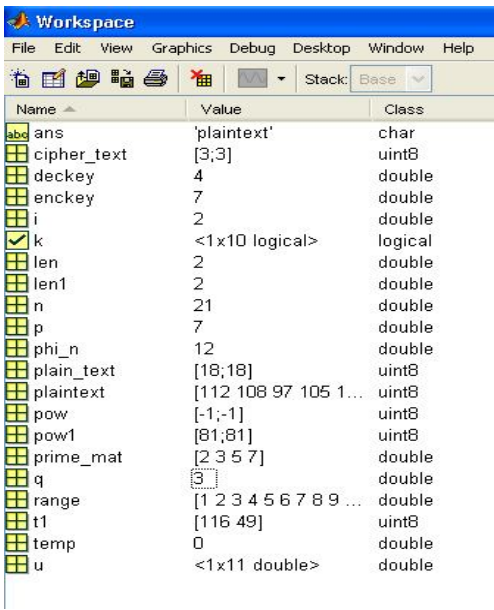 Workspace
File Edit View Graphics Debug Desktop Window Help
Stack: Base
Name Value Class
abc ans 'plaintext' char
cipher_text [3;3] uint8
deckey 4 double
enckey 7 double
i 2 double
k <1x10 logical> logical
len 2 double
len1 2 double
n 21 double
p 7 double
phi_n 12 double
plain_text [18;18] uint8
plaintext [112 108 97 105 1... uint8
pow [-1;-1] uint8
pow1 [81;81] uint8
prime_mat [2 3 5 7] double
q 3 double
range [1 2 3 4 5 6 7 8 9 ... double
t1 [116 49] uint8
temp 0 double
u <1x11 double> double